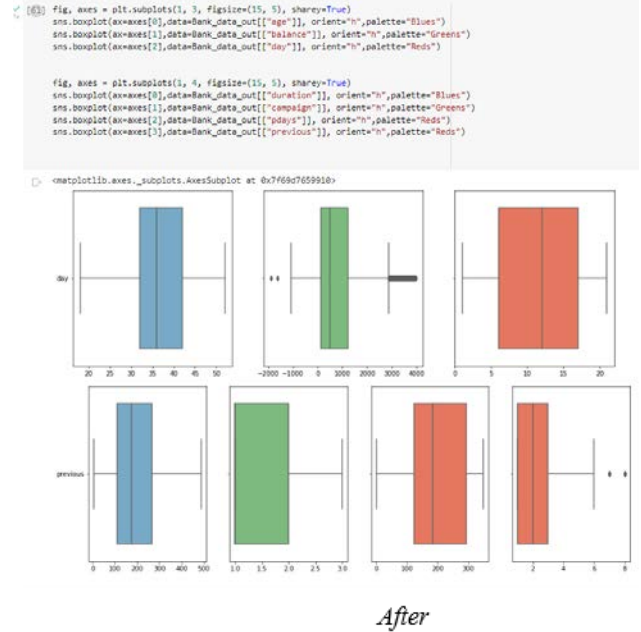 [63] fig, axes = plt.subplots(1, 3, figsize=(15, 5), sharey=True)
sns.boxplot(ax=axes[0],data=Bank_data_out[["age"]], orient="h",palette="Blues")
sns.boxplot(ax=axes[1],data=Bank_data_out[["balance"]], orient="h",palette="Greens")
sns.boxplot(ax=axes[2],data=Bank_data_out[["day"]], orient="h",palette="Reds")
fig, axes = plt.subplots(1, 4, figsize=(15, 5), sharey=True)
sns.boxplot(ax=axes[0],data=Bank_data_out[["duration"]], orient="h",palette="Blues")
sns.boxplot(ax=axes[1],data=Bank_data_out[["campaign"]], orient="h",palette="Greens")
sns.boxplot(ax=axes[2],data=Bank_data_out[["pdays"]], orient="h",palette="Reds")
sns.boxplot(ax=axes[3],data=Bank_data_out[["previous"]], orient="h",palette="Reds")
<matplotlib.axes._subplots.AxesSubplot at 0x7f69d7659910>
day
20 25 30 35 40 45 50 −2000 −1000 0 1000 2000 3000 4000 0 5 10 15 20
previous
0 100 200 300 400 500 1.0 1.5 2.0 2.5 3.0 0 100 200 300 2 4 6 8
After